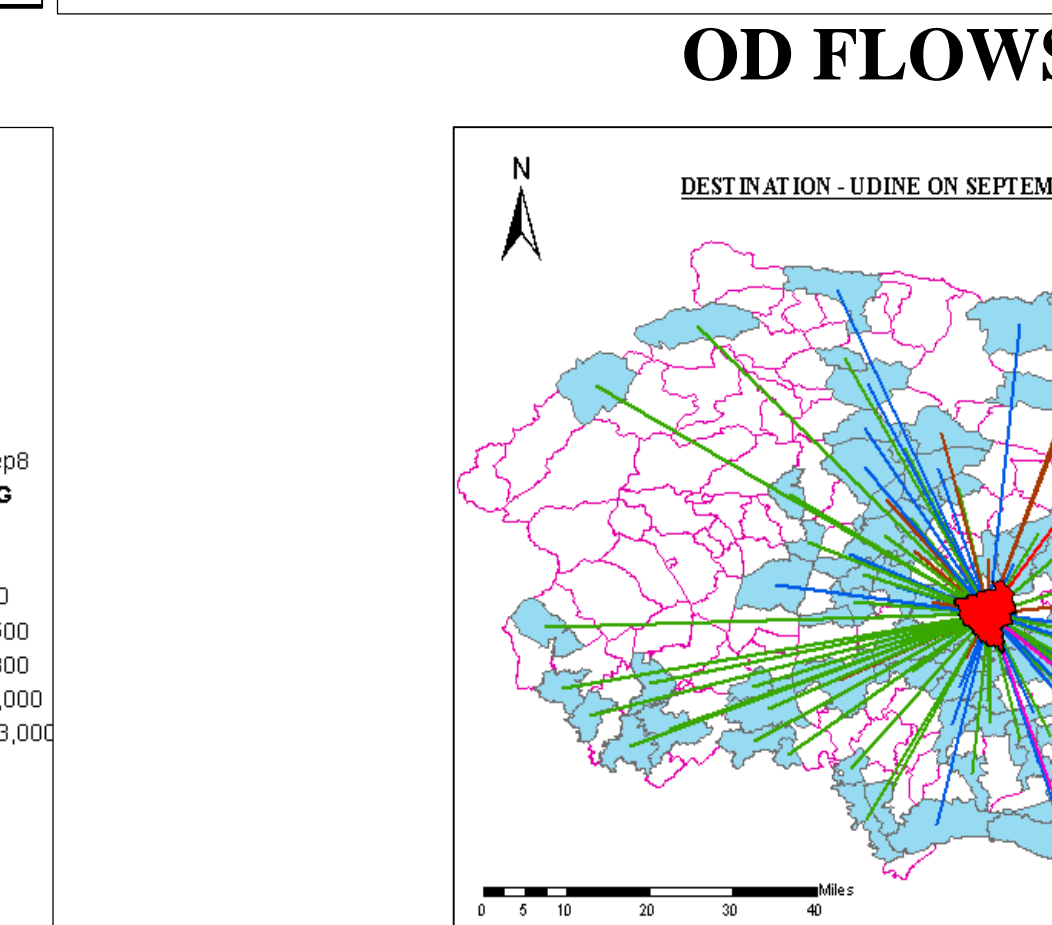 OD FLOWS
N
DESTINATION - UDINE ON SEPTEM
ep8
G
0
500
300
,000
3,000
Miles
0 5 10 20 30 40